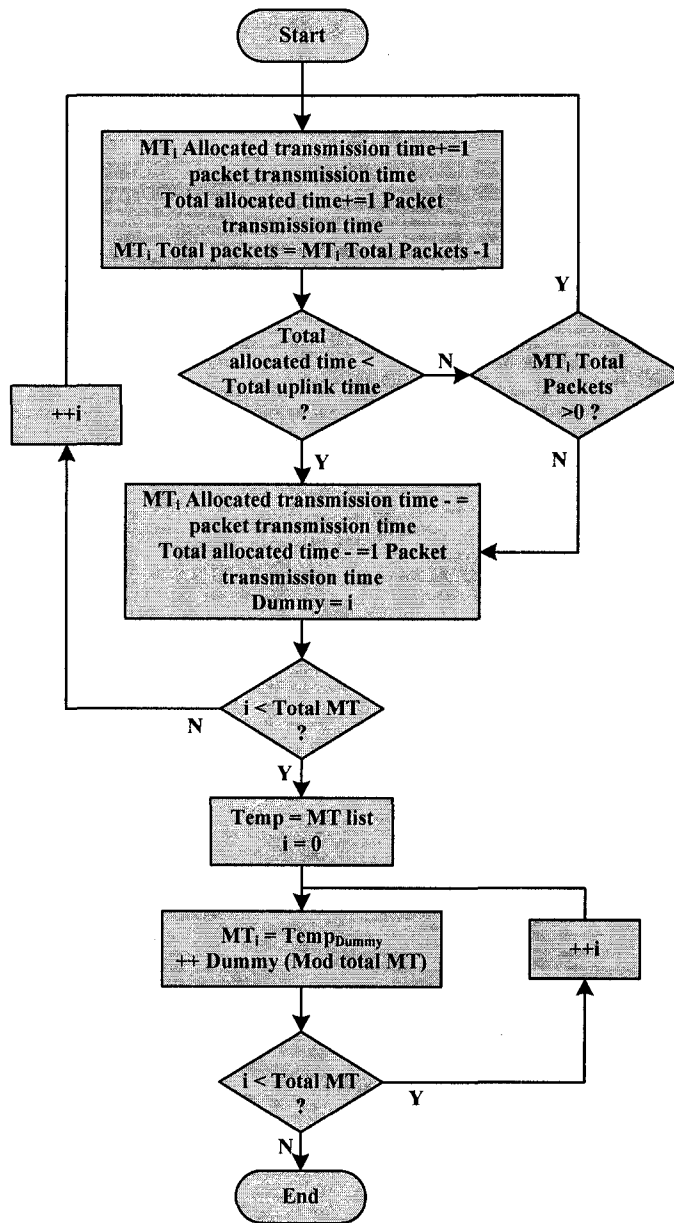 Start
MTi Allocated transmission time+=1
packet transmission time
Total allocated time+=1 Packet
transmission time
MTi Total packets = MTi Total Packets -1
Y
Total
allocated time <
Total uplink time
?
N
MTi Total
Packets
>0 ?
++i
Y
N
MTi Allocated transmission time - =
packet transmission time
Total allocated time - =1 Packet
transmission time
Dummy = i
i < Total MT
?
N
Y
Temp = MT list
i = 0
MTi = TempDummy
++ Dummy (Mod total MT)
++i
i < Total MT
?
Y
N
End